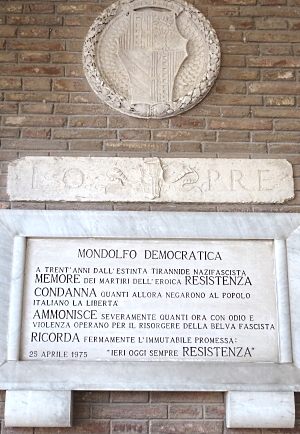 MONDOLFO DEMOCRATICA
A TRENT'ANNI DALL'ESTINTA TIRANNIDE NAZIFASCISTA
MEMORE DEI MARTIRI DELL'EROICA RESISTENZA
CONDANNA QUANTI ALLORA NEGARONO AL POPOLO
ITALIANO LA LIBERTÀ
AMMONISCE SEVERAMENTE QUANTI ORA CON ODIO E
VIOLENZA OPERANO PER IL RISORGERE DELLA BELVA FASCISTA
RICORDA FERMAMENTE L'IMMUTABILE PROMESSA:
25 APRILE 1975 "IERI OGGI SEMPRE RESISTENZA"